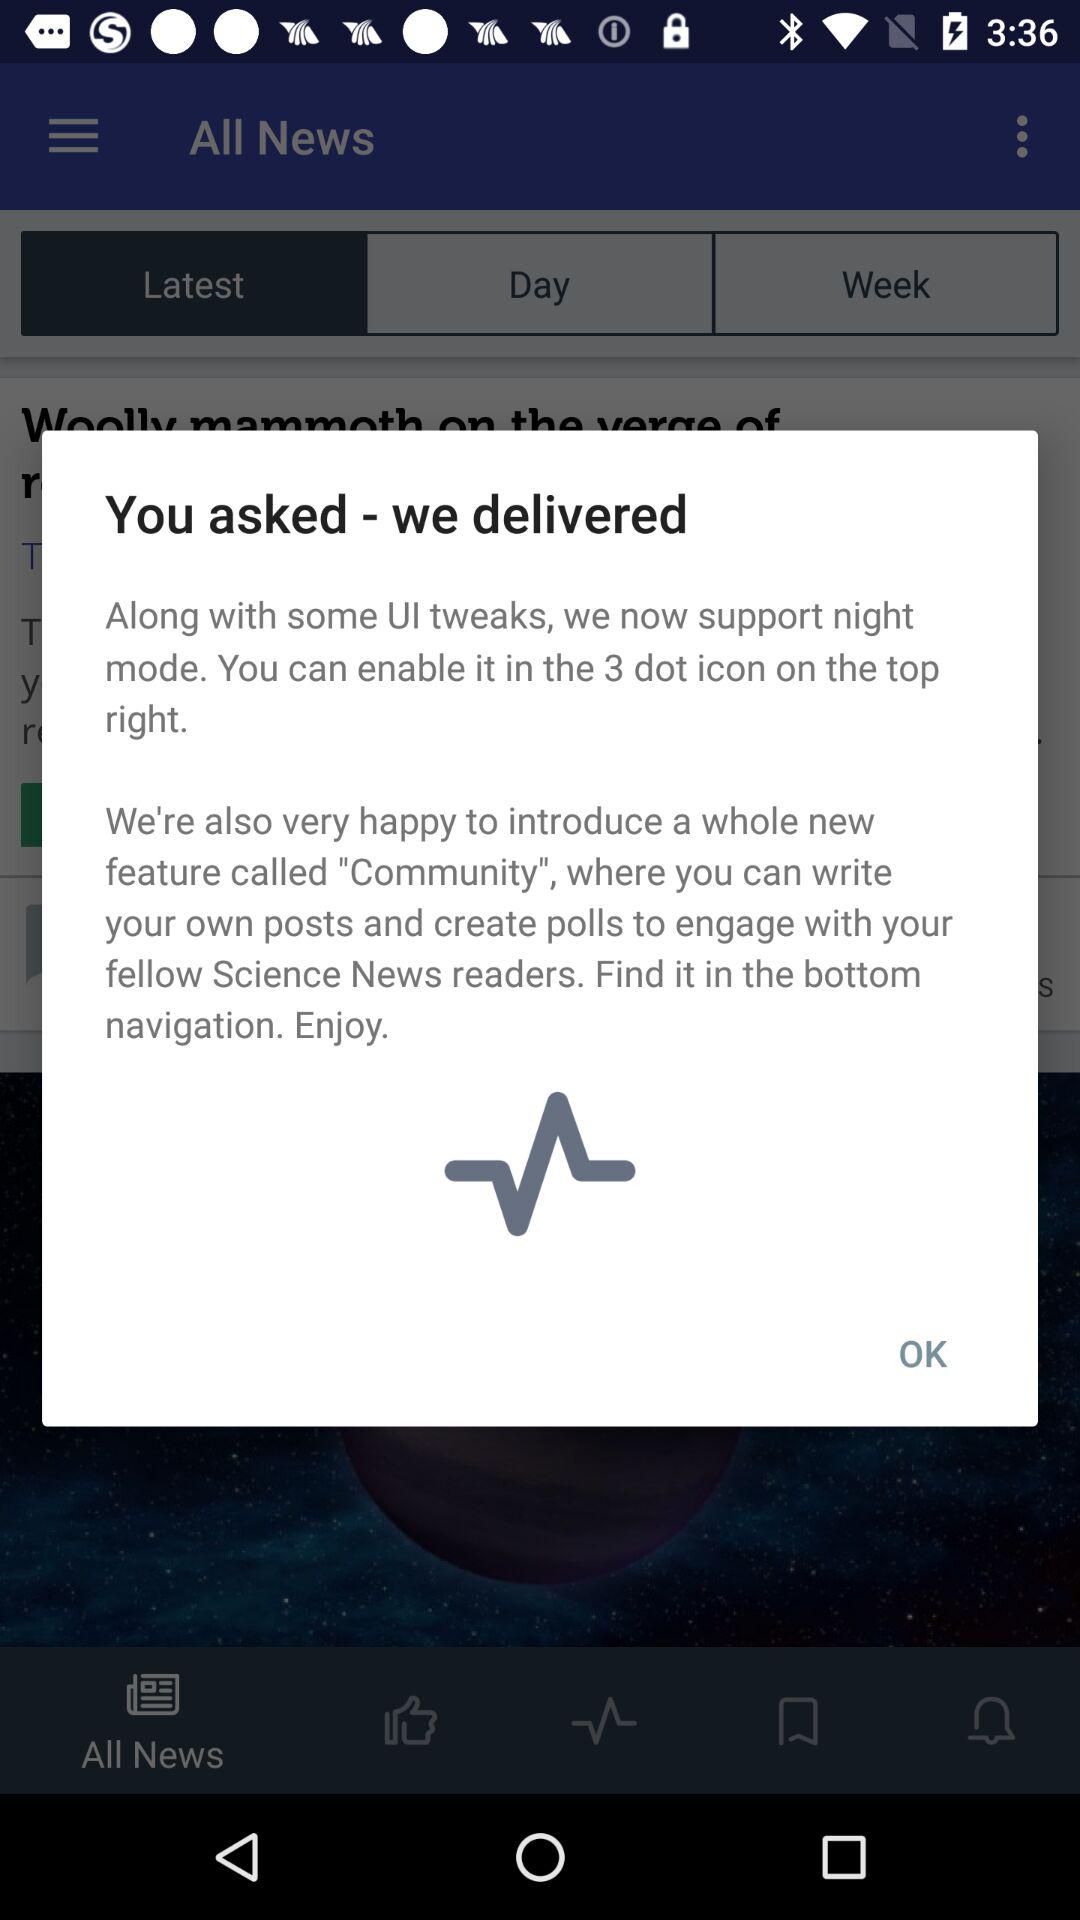 3:36
All News
Latest Day Week
Woolly mammoth on the verge of
You asked - we delivered
Along with some UI tweaks, we now support night
mode. You can enable it in the 3 dot icon on the top
right.
We're also very happy to introduce a whole new
feature called "Community", where you can write
your own posts and create polls to engage with your
fellow Science News readers. Find it in the bottom
navigation. Enjoy.
OK
All News